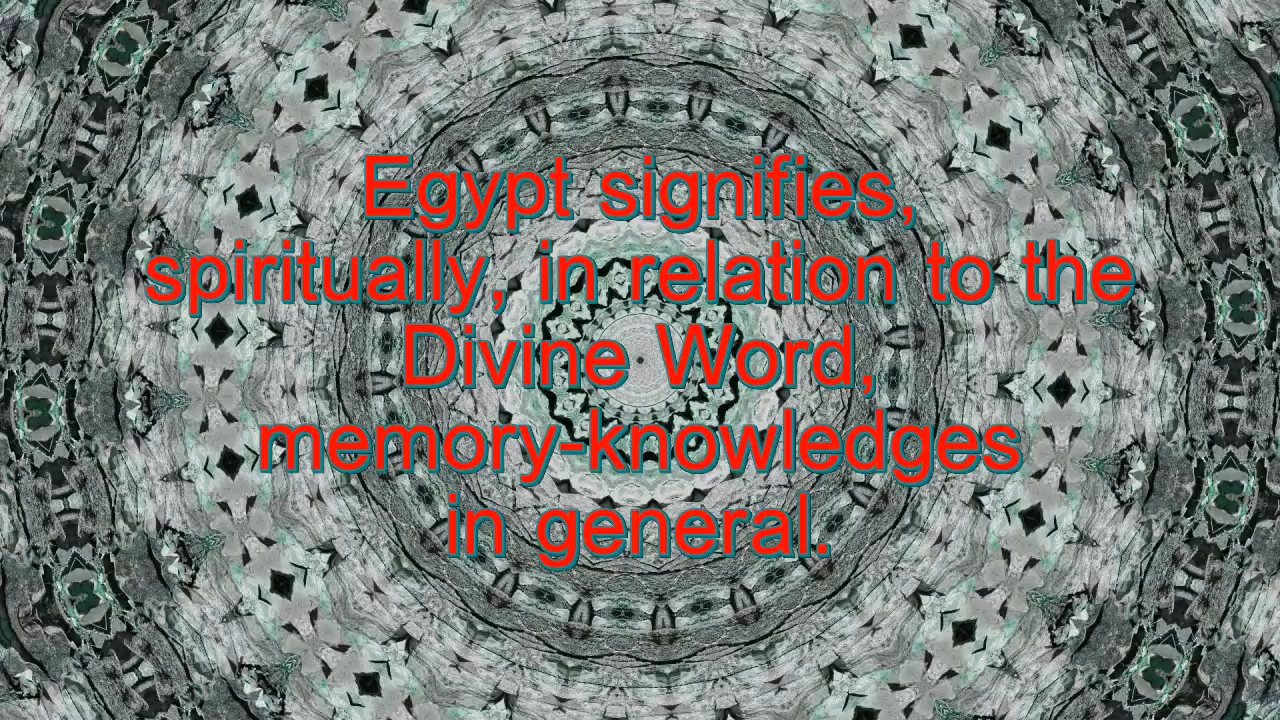 Egypt signifies,
spiritually, in relation to the
Divine Word,
memory-knowledges
in general.